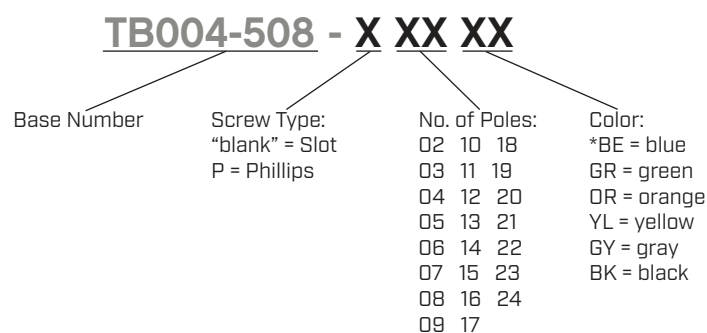 TB004-508 - X XX XX
Base Number
Screw Type:
“blank” = Slot
P = Phillips
No. of Poles:
02 10 18
03 11 19
04 12 20
05 13 21
06 14 22
07 15 23
08 16 24
09 17
Color:
*BE = blue
GR = green
OR = orange
YL = yellow
GY = gray
BK = black